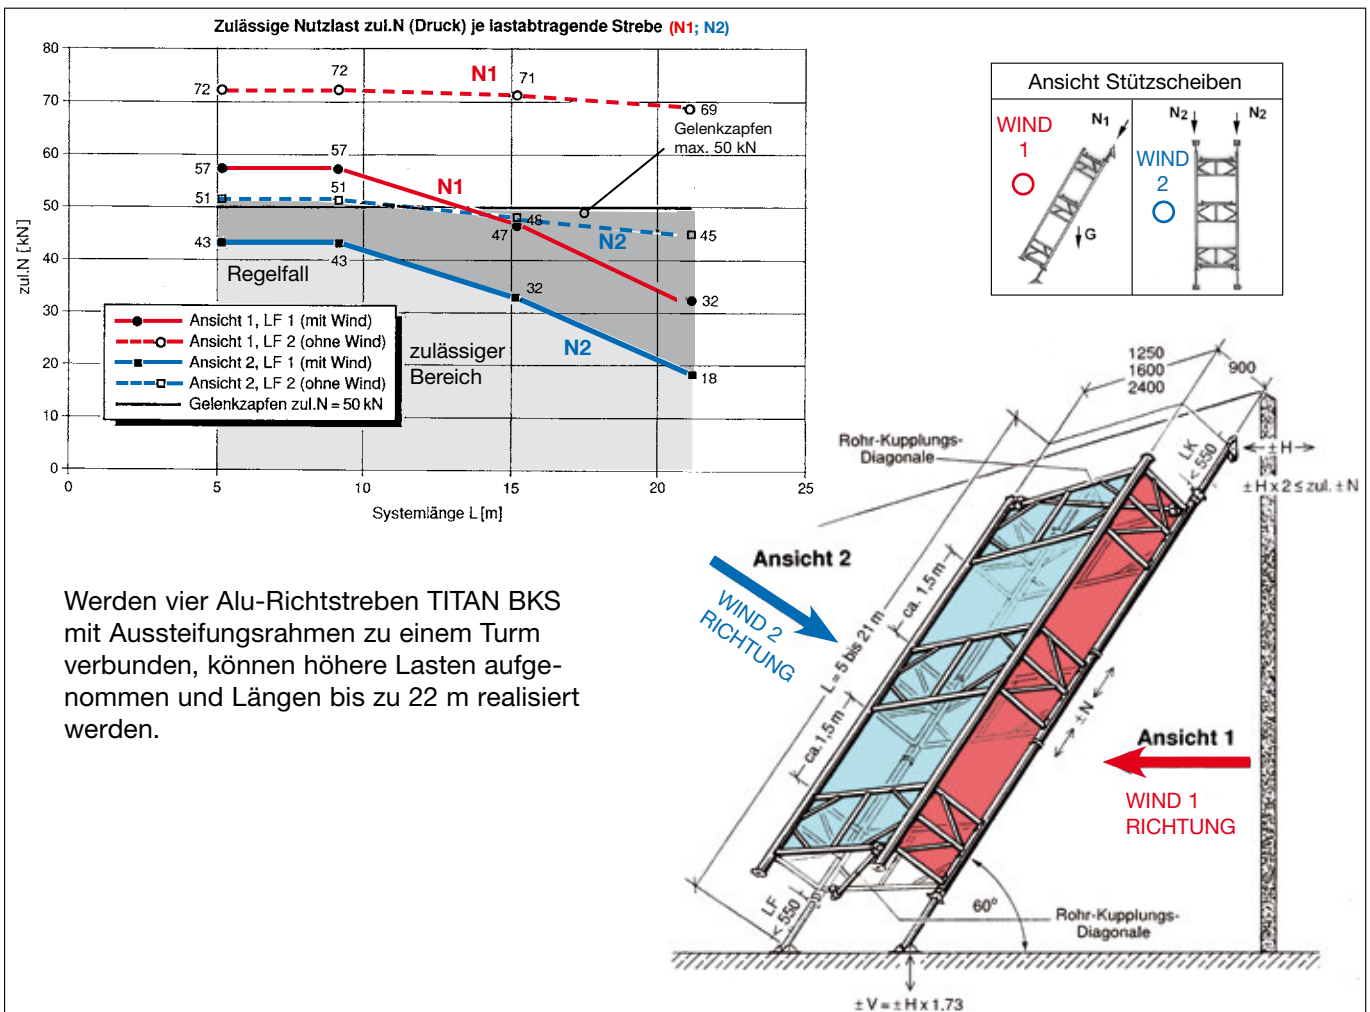 Zulässige Nutzlast zul.N (Druck) je lastabtragende Strebe (N1; N2)
80
70
60
50
40
30
20
10
0
zul.N [kN]
0
5
10
15
20
25
Systemlänge L [m]
72
72
N1
71
69
Gelenkzapfen
max. 50 kN
57
57
N1
51
51
48
47
N2
45
43
43
Regelfall
32
32
N2
18
zulässiger
Bereich
Ansicht 1, LF 1 (mit Wind)
Ansicht 1, LF 2 (ohne Wind)
Ansicht 2, LF 1 (mit Wind)
Ansicht 2, LF 2 (ohne Wind)
Gelenkzapfen zul.N = 50 kN
Ansicht Stützscheiben
WIND
1
N1
G
WIND
2
N2
N2
Werden vier Alu-Richtstreben TITAN BKS
mit Aussteifungsrahmen zu einem Turm
verbunden, können höhere Lasten aufge-
nommen und Längen bis zu 22 m realisiert
werden.
1250
1600
2400
900
Rohr-Kupplungs-
Diagonale
LK
< 550
± H
± H x 2 ≤ zul. ± N
Ansicht 2
WIND 2
RICHTUNG
ca. 1,5 m
L = 5 bis 21 m
ca. 1,5 m
± N
Ansicht 1
WIND 1
RICHTUNG
LF
< 550
60°
Rohr-Kupplungs-
Diagonale
± V = ± H x 1,73